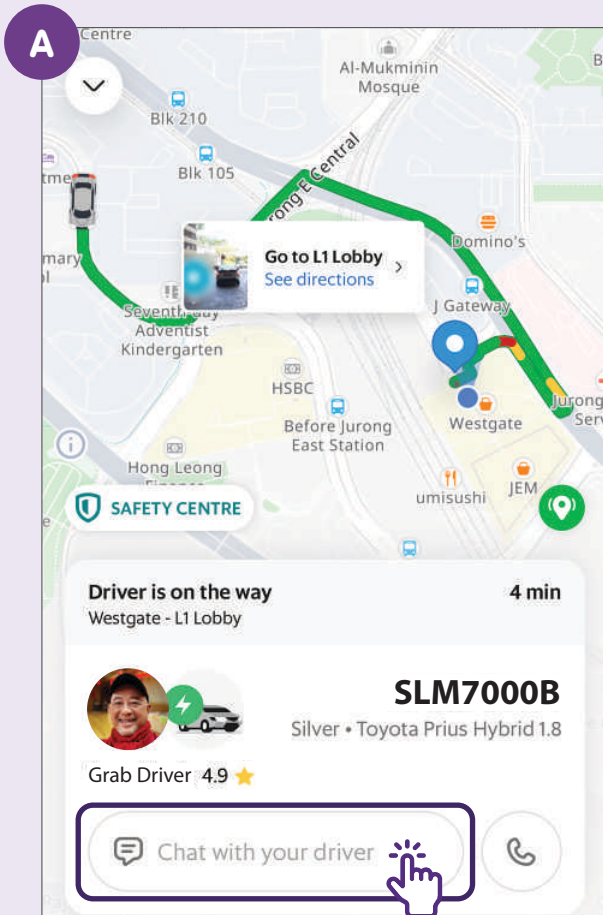 A
Centre
Al-Mukminin
Mosque
Blk 210
Blk 105
rong E Central
Domino's
Go to L1 Lobby
See directions
J Gateway
Seventh-day
Adventist
Kindergarten
HSBC
Before Jurong
East Station
Westgate
Jurong
Hong Leong
umisushi
JEM
SAFETY CENTRE
Driver is on the way
4 min
Westgate - L1 Lobby
SLM7000B
Silver • Toyota Prius Hybrid 1.8
Grab Driver 4.9
Chat with your driver